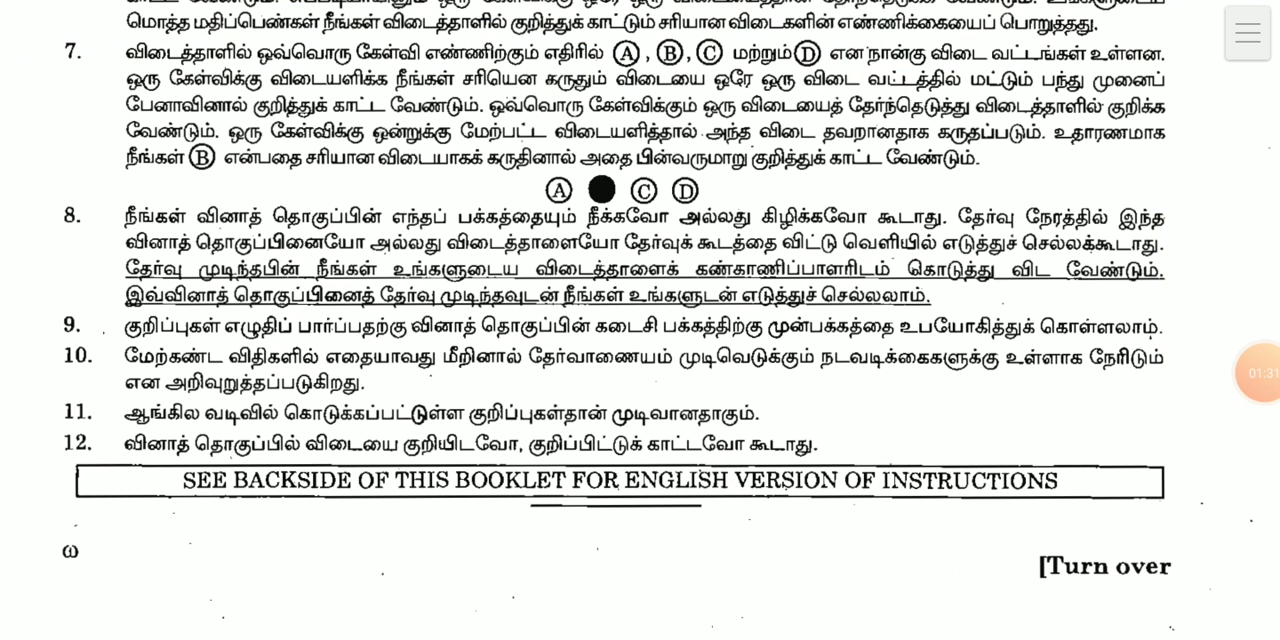 மொத்த மதிப்பெண்கள் நீங்கள் விடைத்தாளில் குறித்துக் காட்டும் சரியான விடைகளின் எண்ணிக்கையைப் பொறுத்தது.
7. விடைத்தாளில் ஒவ்வொரு கேள்வி எண்ணிற்கும் எதிரில் Ⓐ, Ⓑ, Ⓒ மற்றும் Ⓓ என நான்கு விடை வட்டங்கள் உள்ளன.
ஒரு கேள்விக்கு விடையளிக்க நீங்கள் சரியென கருதும் விடையை ஒரே ஒரு விடை வட்டத்தில் மட்டும் பந்து முனைப்
பேனாவினால் குறித்துக் காட்ட வேண்டும். ஒவ்வொரு கேள்விக்கும் ஒரு விடையைத் தேர்ந்தெடுத்து விடைத்தாளில் குறிக்க
வேண்டும். ஒரு கேள்விக்கு ஒன்றுக்கு மேற்பட்ட விடையளித்தால் அந்த விடை தவறானதாக கருதப்படும். உதாரணமாக
நீங்கள் Ⓑ என்பதை சரியான விடையாகக் கருதினால் அதை பின்வருமாறு குறித்துக் காட்ட வேண்டும்.
Ⓐ ● Ⓒ Ⓓ
8. நீங்கள் வினாத் தொகுப்பின் எந்தப் பக்கத்தையும் நீக்கவோ அல்லது கிழிக்கவோ கூடாது. தேர்வு நேரத்தில் இந்த
வினாத் தொகுப்பினையோ அல்லது விடைத்தாளையோ தேர்வுக் கூடத்தை விட்டு வெளியில் எடுத்துச் செல்லக்கூடாது.
தேர்வு முடிந்தபின் நீங்கள் உங்களுடைய விடைத்தாளைக் கண்காணிப்பாளரிடம் கொடுத்து விட வேண்டும்.
இவ்வினாத் தொகுப்பினைத் தேர்வு முடிந்தவுடன் நீங்கள் உங்களுடன் எடுத்துச் செல்லலாம்.
9. குறிப்புகள் எழுதிப் பார்ப்பதற்கு வினாத் தொகுப்பின் கடைசி பக்கத்திற்கு முன்பக்கத்தை உபயோகித்துக் கொள்ளலாம்.
10. மேற்கண்ட விதிகளில் எதையாவது மீறினால் தேர்வாணையம் முடிவெடுக்கும் நடவடிக்கைகளுக்கு உள்ளாக நேரிடும்
என அறிவுறுத்தப்படுகிறது.
11. ஆங்கில வடிவில் கொடுக்கப்பட்டுள்ள குறிப்புகள்தான் முடிவானதாகும்.
12. வினாத் தொகுப்பில் விடையை குறியிடவோ, குறிப்பிட்டுக் காட்டவோ கூடாது.
SEE BACKSIDE OF THIS BOOKLET FOR ENGLISH VERSION OF INSTRUCTIONS
ω
[Turn over
01:31